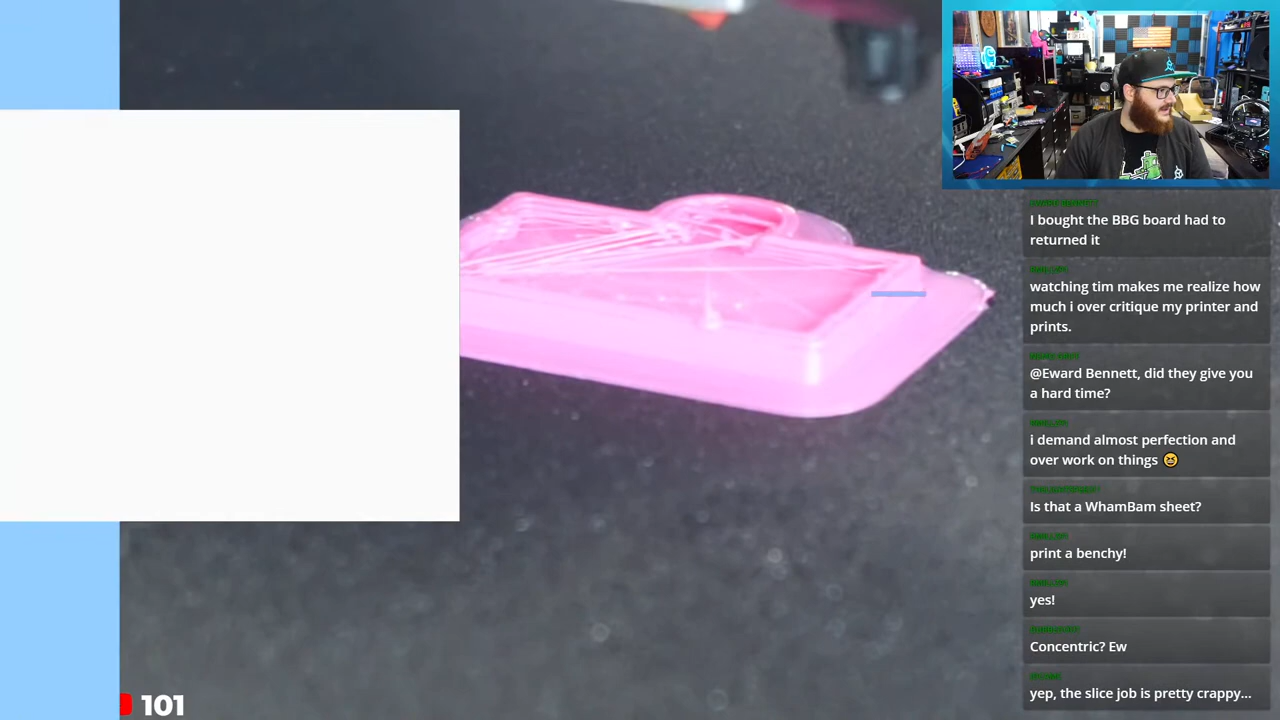 I bought the BBG board had to
returned it
watching tim makes me realize how
much i over critique my printer and
prints.
@Eward Bennett, did they give you
a hard time?
i demand almost perfection and
over work on things 😆
Is that a WhamBam sheet?
print a benchy!
yes!
Concentric? Ew
yep, the slice job is pretty crappy...
101